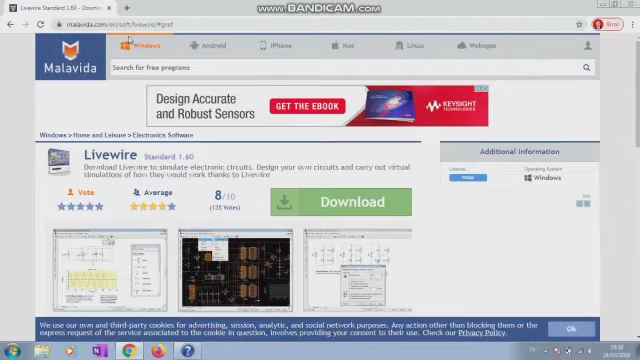 Livewire Standard 1.60 -
WWW.BANDICAM.COM
malavida.com/en/soft/livewire/#gref
Error
Windows
Android
iPhone
Mac
Linux
Webapps
Malavida
Search for free programs
Design Accurate
and Robust Sensors
GET THE EBOOK
KEYSIGHT
TECHNOLOGIES
Windows > Home and Leisure > Electronics Software
Additional information
Livewire Standard 1.60
Download Livewire to simulate electronic circuits. Design your own circuits and carry out virtual
simulations of how they would work thanks to Livewire
License
Operating System
Windows
Vote
Average
8/10
(135 Votes)
Download
Ads
We use our own and third-party cookies for advertising, session, analytic, and social network purposes. Any action other than blocking them or the
express request of the service associated to the cookie in question, involves providing your consent to their use. Check our Privacy Policy.
Ok